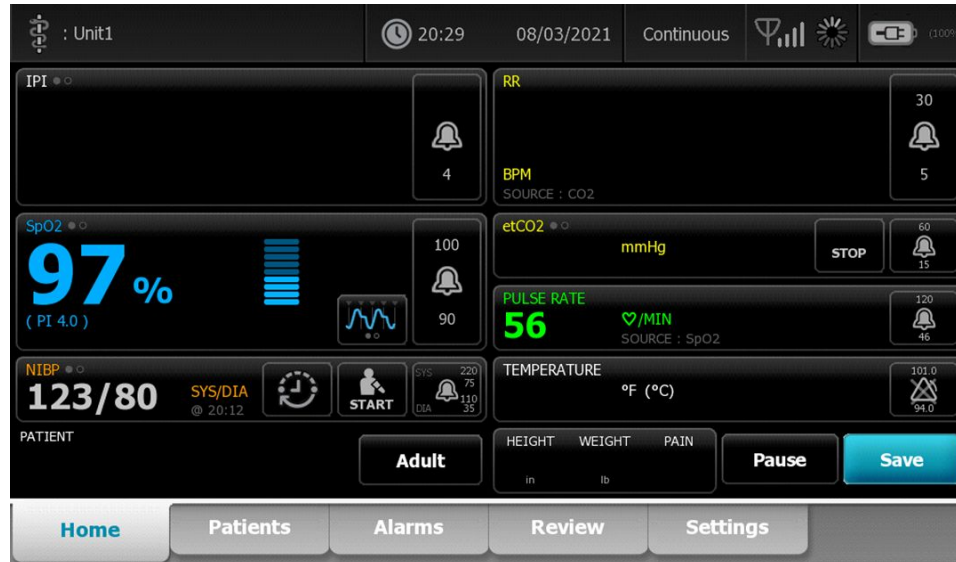 : Unit1
20:29
08/03/2021
Continuous
(100%
IPI
4
RR
BPM
SOURCE : CO2
30
5
SpO2
97 %
( PI 4.0 )
100
90
etCO2
mmHg
STOP
60
15
PULSE RATE
56
/MIN
SOURCE : SpO2
120
46
NIBP
123/80
SYS/DIA
@ 20:12
START
SYS 220
75
110
DIA 35
TEMPERATURE
°F (°C)
101.0
94.0
PATIENT
Adult
HEIGHT WEIGHT PAIN
in lb
Pause
Save
Home Patients Alarms Review Settings